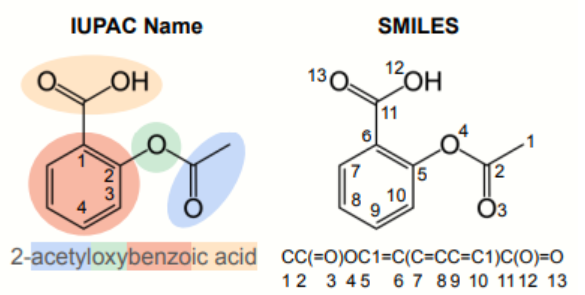 IUPAC Name
SMILES
O
OH
1
2
3
4
O
O
13
O
12
OH
11
6
7
8
9
10
5
4
O
1
2
O
3
2-acetyloxybenzoic acid
CC(=O)OC1=C(C=CC=C1)C(O)=O
1 2 3 4 5 6 7 8 9 10 11 12 13